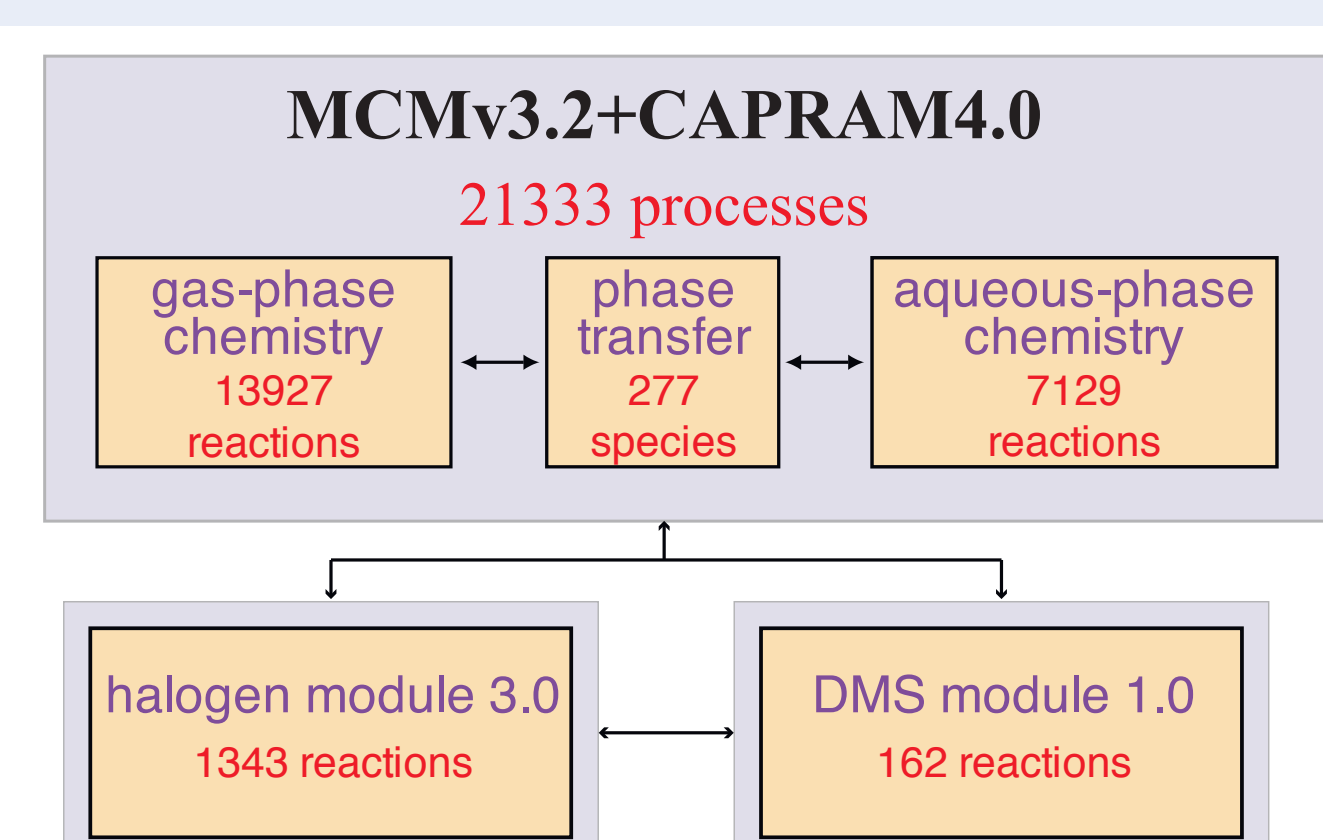 MCMv3.2+CAPRAM4.0
21333 processes
gas-phase
chemistry
13927
reactions
phase
transfer
277
species
aqueous-phase
chemistry
7129
reactions
halogen module 3.0
1343 reactions
DMS module 1.0
162 reactions